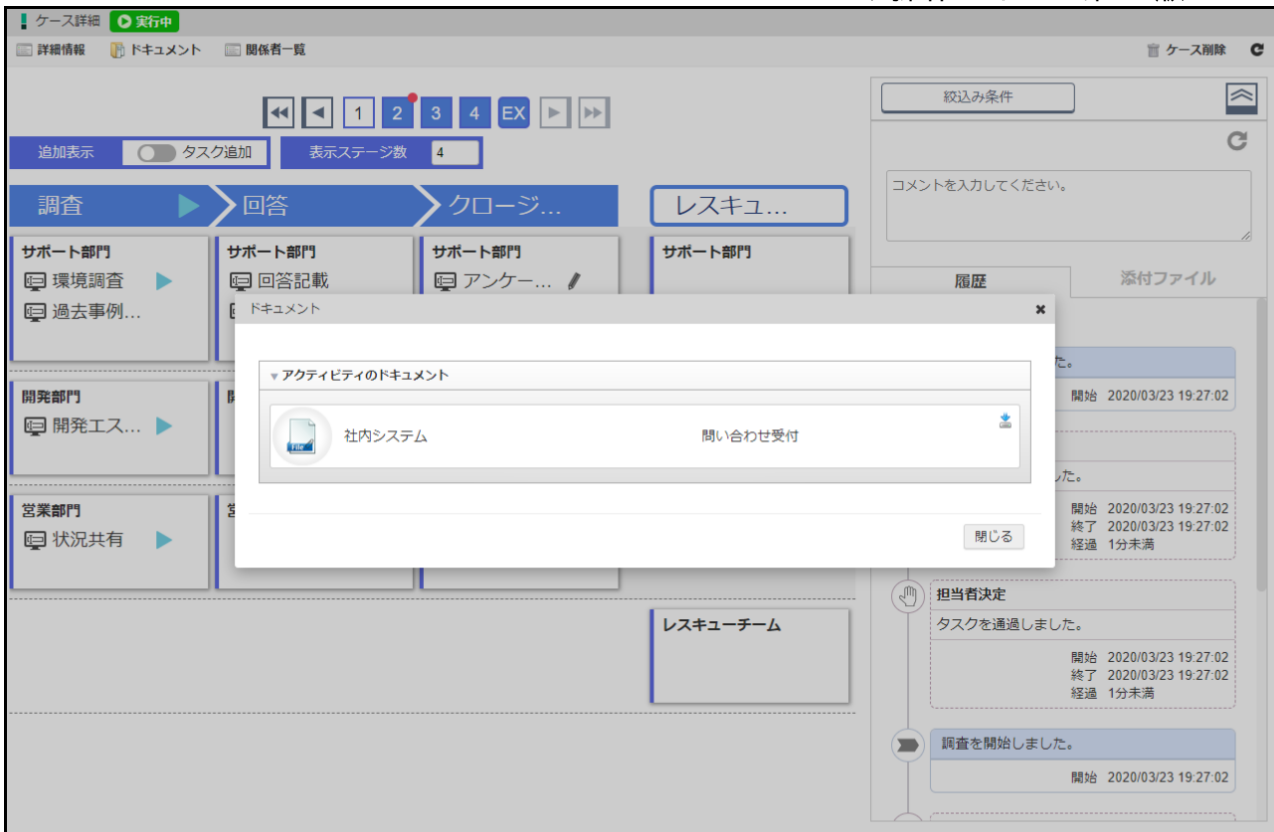 ケース詳細 実行中
詳細情報 ドキュメント 関係者一覧 ケース削除
1 2 3 4 EX
追加表示 タスク追加 表示ステージ数 4
調査 回答 クロージ... レスキュ...
サポート部門 サポート部門 サポート部門 サポート部門
環境調査 回答記載 アンケー...
過去事例...
開発部門
開発エス...
営業部門
状況共有
レスキューチーム
ドキュメント
アクティビティのドキュメント
File 社内システム 問い合わせ受付
閉じる
絞込み条件
コメントを入力してください。
履歴 添付ファイル
た。
開始 2020/03/23 19:27:02
した。
開始 2020/03/23 19:27:02
終了 2020/03/23 19:27:02
経過 1分未満
担当者決定
タスクを通過しました。
開始 2020/03/23 19:27:02
終了 2020/03/23 19:27:02
経過 1分未満
調査を開始しました。
開始 2020/03/23 19:27:02